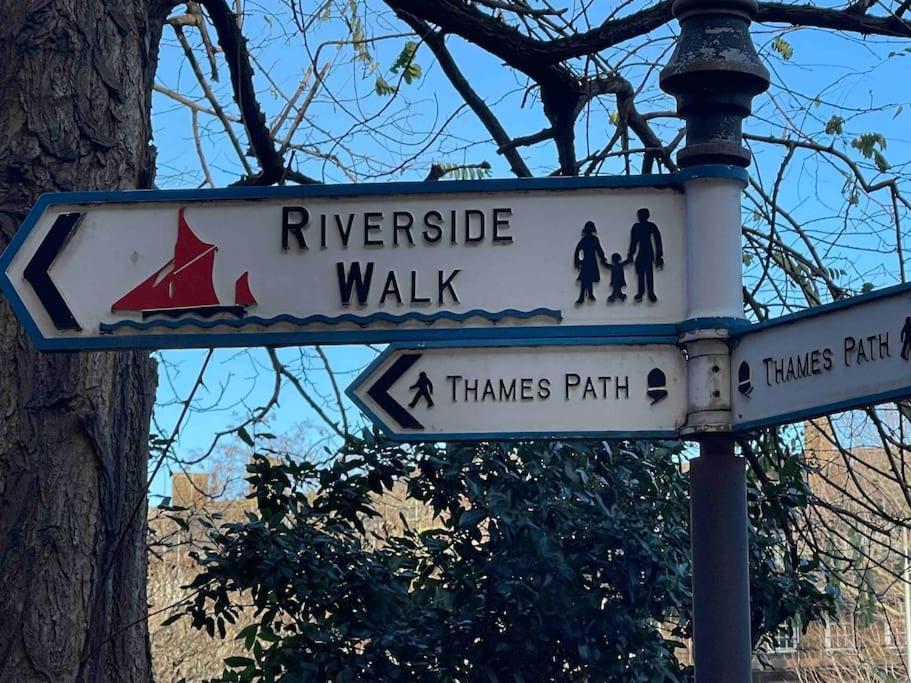 RIVERSIDE
WALK
THAMES PATH
THAMES PATH